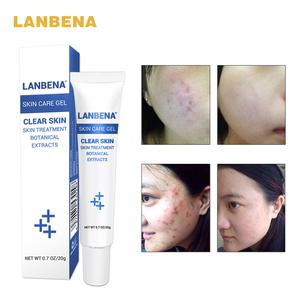 LANBENA
LANBENA
SKIN CARE GEL
CLEAR SKIN
SKIN TREATMENT
BOTANICAL
EXTRACTS
NET WT 0.7 OZ/20g
LANBENA
SKIN CARE GEL
CLEAR SKIN
SKIN TREATMENT
BOTANICAL
EXTRACTS
NET WT 0.7 OZ/20g